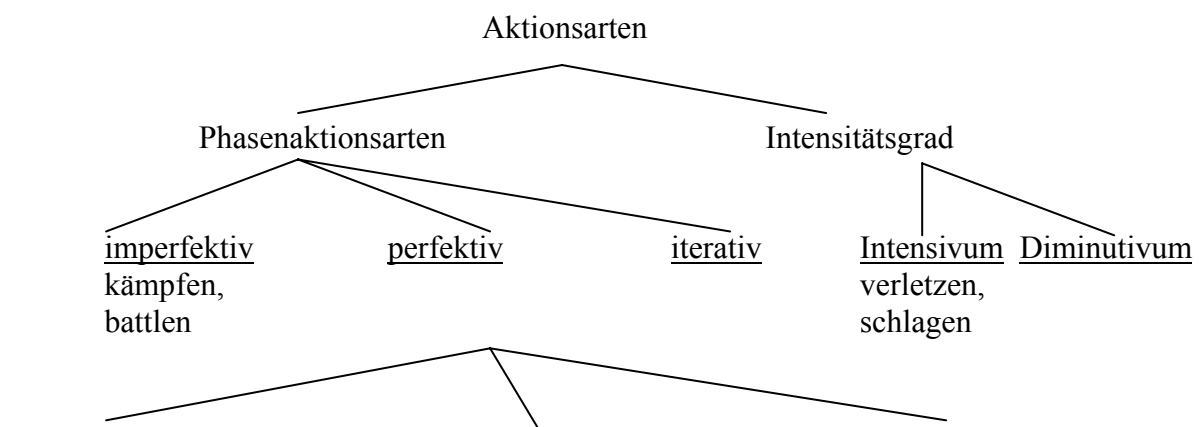 Aktionsarten
Phasenaktionsarten Intensitätsgrad
imperfektiv perfektiv iterativ Intensivum Diminutivum
kämpfen, verletzen,
battlen schlagen